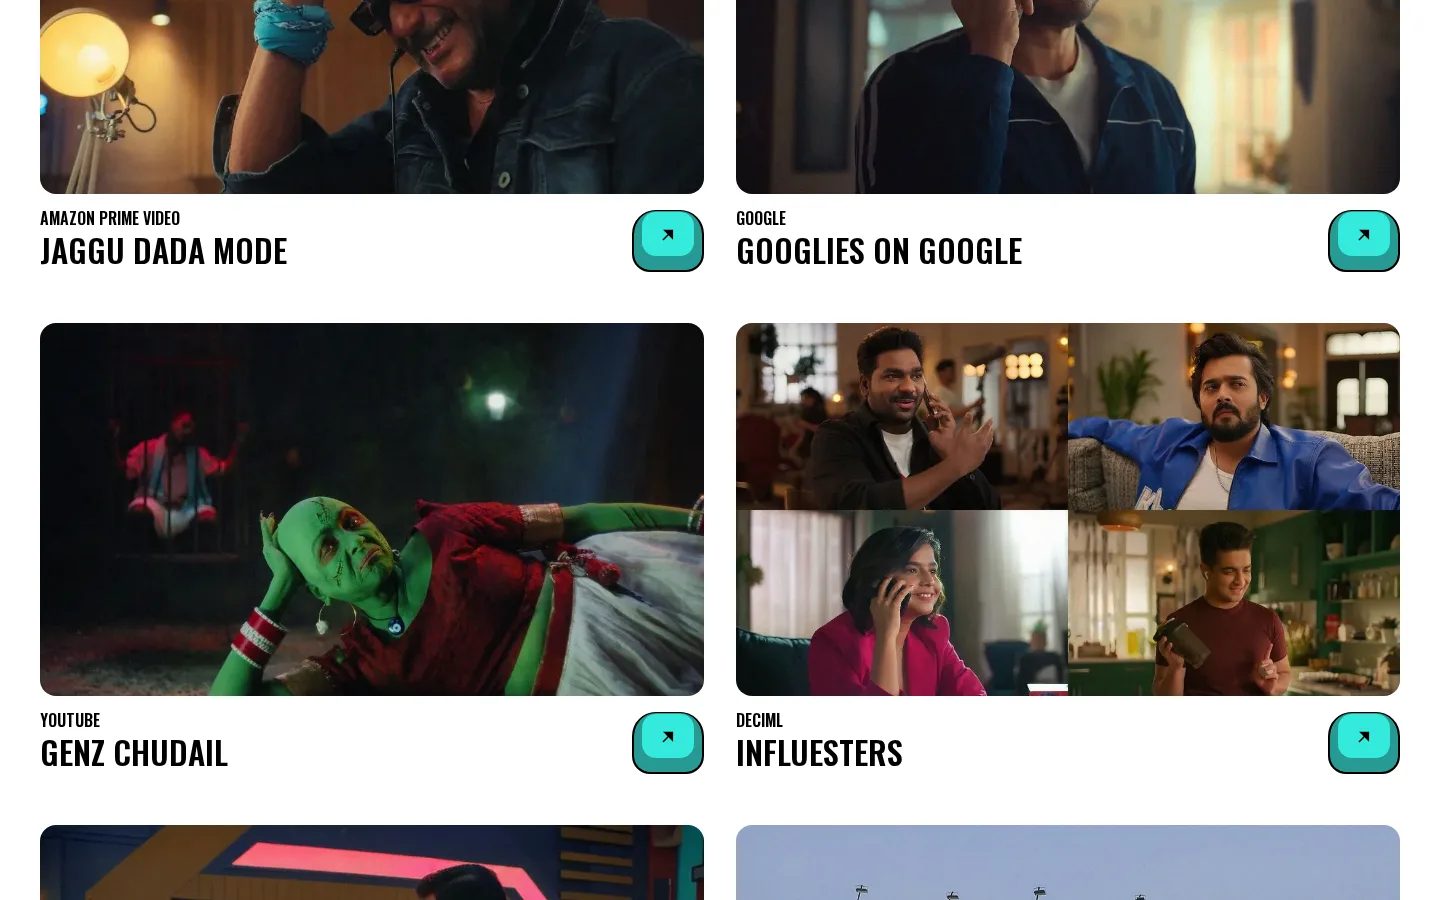 AMAZON PRIME VIDEO
JAGGU DADA MODE
GOOGLE
GOOGLIES ON GOOGLE
YOUTUBE
GENZ CHUDAIL
DECIML
INFLUESTERS